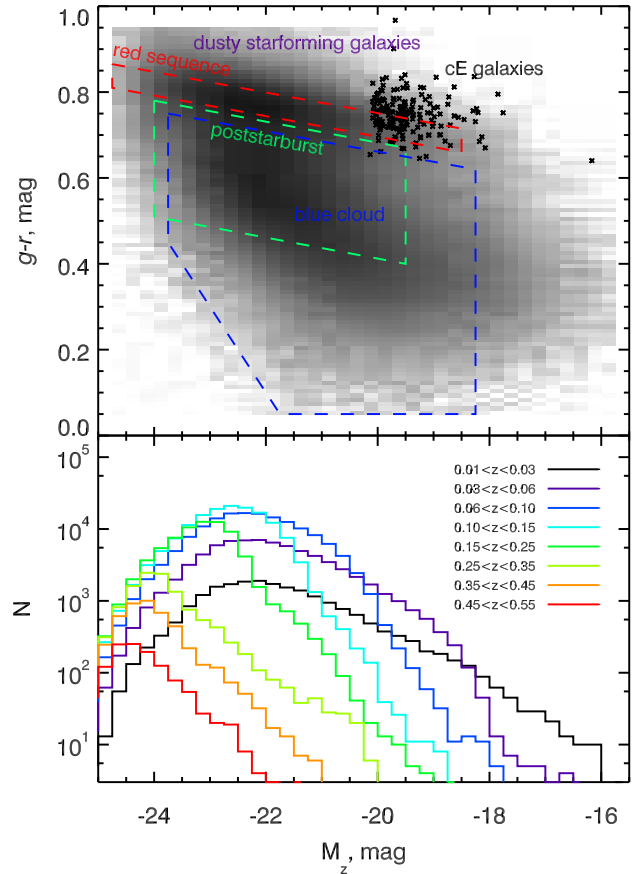 1.0
0.8
0.6
0.4
0.2
0.0
g-r, mag
dusty starforming galaxies
red sequence
cE galaxies
poststarburst
blue cloud
10^5
10^4
10^3
10^2
10^1
N
0.01<z<0.03
0.03<z<0.06
0.06<z<0.10
0.10<z<0.15
0.15<z<0.25
0.25<z<0.35
0.35<z<0.45
0.45<z<0.55
-24 -22 -20 -18 -16
M_z, mag